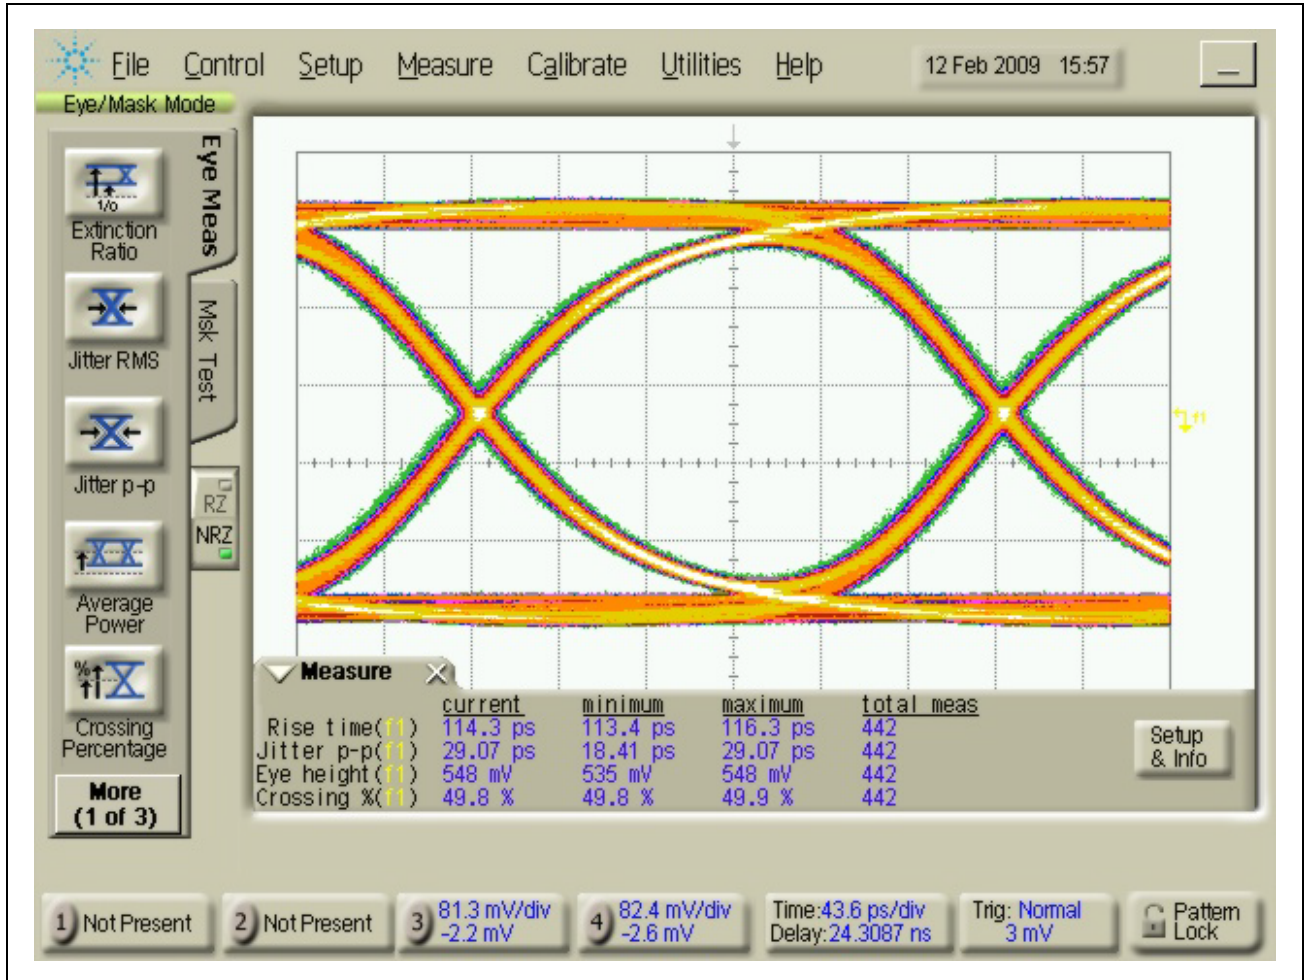 File Control Setup Measure Calibrate Utilities Help 12 Feb 2009 15:57
Eye/Mask Mode
Eye Meas
Msk Test
1/0
Extinction
Ratio
Jitter RMS
Jitter p-p
RZ
NRZ
Average
Power
%
Crossing
Percentage
More
(1 of 3)
f1
Measure
current minimum maximum total meas
Rise time(f1) 114.3 ps 113.4 ps 116.3 ps 442
Jitter p-p(f1) 29.07 ps 18.41 ps 29.07 ps 442
Eye height(f1) 548 mV 535 mV 548 mV 442
Crossing %(f1) 49.8 % 49.8 % 49.9 % 442
Setup
& Info
1 Not Present
2 Not Present
3 81.3 mV/div
-2.2 mV
4 82.4 mV/div
-2.6 mV
Time:43.6 ps/div
Delay:24.3087 ns
Trig: Normal
3 mV
Pattern
Lock